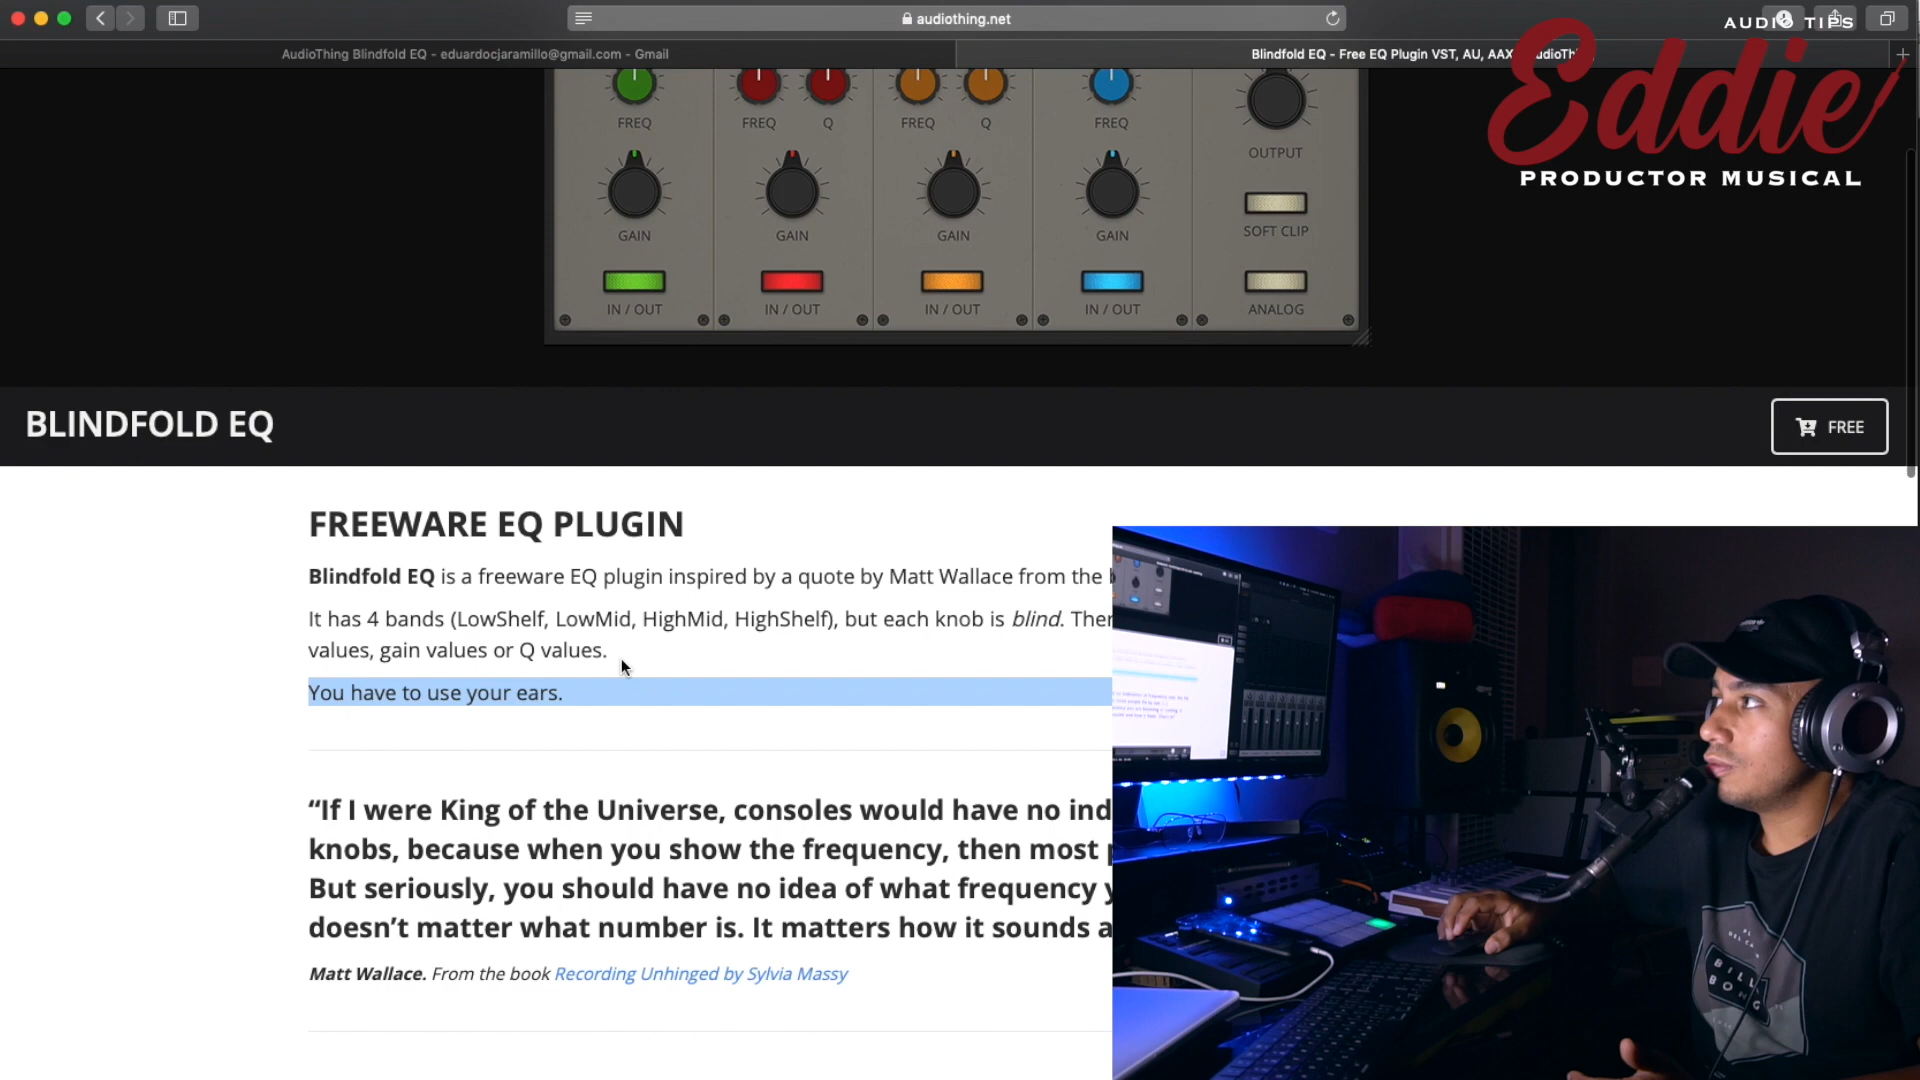 audiothing.net
AUDIO TIPS
AudioThing Blindfold EQ - eduardocjaramillo@gmail.com - Gmail
Blindfold EQ - Free EQ Plugin VST, AU, AAX
Eddie
PRODUCTOR MUSICAL
FREQ FREQ Q FREQ Q FREQ
OUTPUT
GAIN GAIN GAIN GAIN
SOFT CLIP
IN / OUT IN / OUT IN / OUT IN / OUT ANALOG
BLINDFOLD EQ
FREE
FREEWARE EQ PLUGIN
Blindfold EQ is a freeware EQ plugin inspired by a quote by Matt Wallace from the
It has 4 bands (LowShelf, LowMid, HighMid, HighShelf), but each knob is blind.
values, gain values or Q values.
You have to use your ears.
“If I were King of the Universe, consoles would have no
knobs, because when you show the frequency, then most
But seriously, you should have no idea of what frequency
doesn’t matter what number is. It matters how it sounds
Matt Wallace. From the book Recording Unhinged by Sylvia Massy
BILLABONG